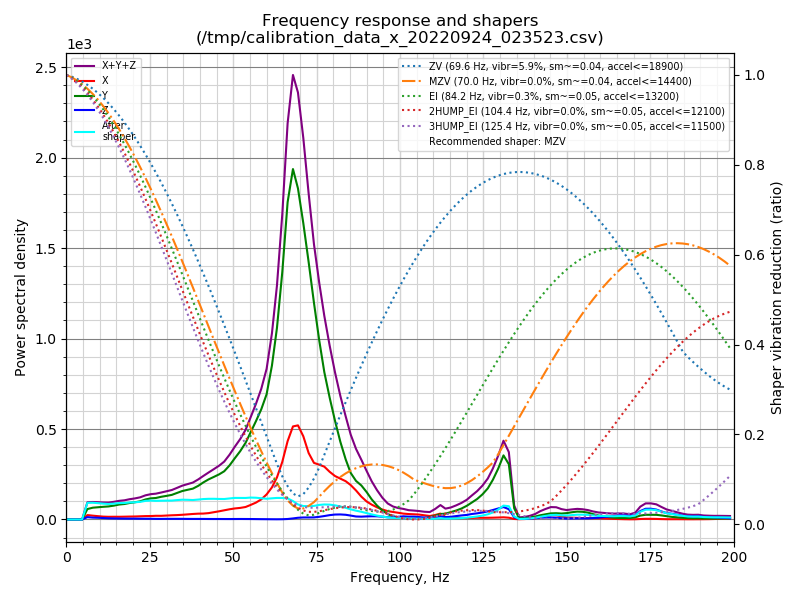 Frequency response and shapers
(/tmp/calibration_data_x_20220924_023523.csv)
1e3
X+Y+Z
X
Y
Z
After
shaper
ZV (69.6 Hz, vibr=5.9%, sm~=0.04, accel<=18900)
MZV (70.0 Hz, vibr=0.0%, sm~=0.04, accel<=14400)
EI (84.2 Hz, vibr=0.3%, sm~=0.05, accel<=13200)
2HUMP_EI (104.4 Hz, vibr=0.0%, sm~=0.05, accel<=12100)
3HUMP_EI (125.4 Hz, vibr=0.0%, sm~=0.05, accel<=11500)
Recommended shaper: MZV
Power spectral density
2.5
2.0
1.5
1.0
0.5
0.0
1.0
0.8
0.6
0.4
0.2
0.0
Shaper vibration reduction (ratio)
0 25 50 75 100 125 150 175 200
Frequency, Hz